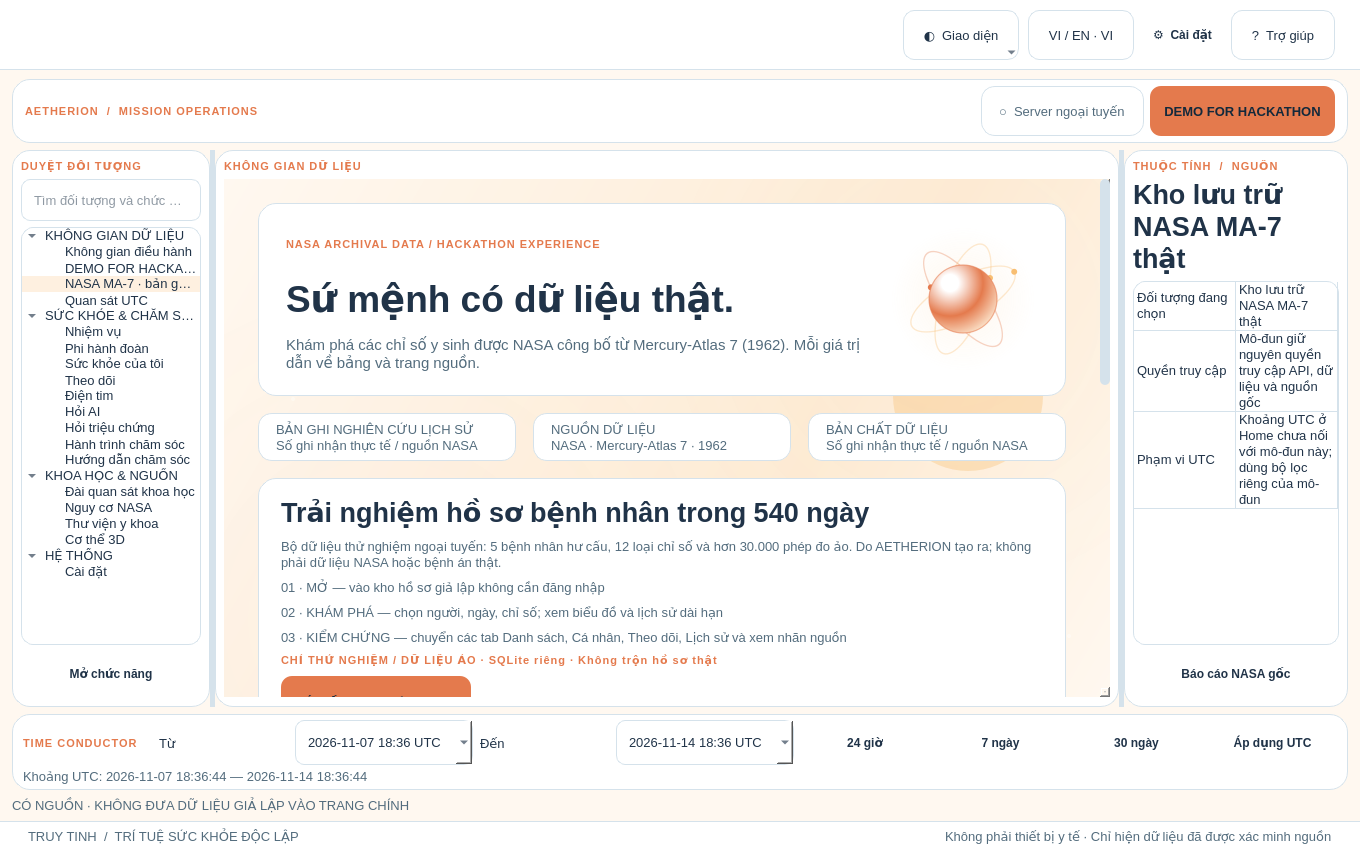 ◐ Giao diện
VI / EN · VI
⚙ Cài đặt
? Trợ giúp
AETHERION / MISSION OPERATIONS
○ Server ngoại tuyến
DEMO FOR HACKATHON
DUYỆT ĐỐI TƯỢNG
Tìm đối tượng và chức …
KHÔNG GIAN DỮ LIỆU
Không gian điều hành
DEMO FOR HACKA…
NASA MA-7 · bản g…
Quan sát UTC
SỨC KHỎE & CHĂM S…
Nhiệm vụ
Phi hành đoàn
Sức khỏe của tôi
Theo dõi
Điện tim
Hỏi AI
Hỏi triệu chứng
Hành trình chăm sóc
Hướng dẫn chăm sóc
KHOA HỌC & NGUỒN
Đài quan sát khoa học
Nguy cơ NASA
Thư viện y khoa
Cơ thể 3D
HỆ THỐNG
Cài đặt
Mở chức năng
KHÔNG GIAN DỮ LIỆU
NASA ARCHIVAL DATA / HACKATHON EXPERIENCE
Sứ mệnh có dữ liệu thật.
Khám phá các chỉ số y sinh được NASA công bố từ Mercury-Atlas 7 (1962). Mỗi giá trị
dẫn về bảng và trang nguồn.
BẢN GHI NGHIÊN CỨU LỊCH SỬ
Số ghi nhận thực tế / nguồn NASA
NGUỒN DỮ LIỆU
NASA · Mercury-Atlas 7 · 1962
BẢN CHẤT DỮ LIỆU
Số ghi nhận thực tế / nguồn NASA
Trải nghiệm hồ sơ bệnh nhân trong 540 ngày
Bộ dữ liệu thử nghiệm ngoại tuyến: 5 bệnh nhân hư cấu, 12 loại chỉ số và hơn 30.000 phép đo ảo. Do AETHERION tạo ra; không
phải dữ liệu NASA hoặc bệnh án thật.
01 · MỞ — vào kho hồ sơ giả lập không cần đăng nhập
02 · KHÁM PHÁ — chọn người, ngày, chỉ số; xem biểu đồ và lịch sử dài hạn
03 · KIỂM CHỨNG — chuyển các tab Danh sách, Cá nhân, Theo dõi, Lịch sử và xem nhãn nguồn
CHỈ THỬ NGHIỆM / DỮ LIỆU ẢO · SQLite riêng · Không trộn hồ sơ thật
THUỘC TÍNH / NGUỒN
Kho lưu trữ
NASA MA-7
thật
Đối tượng đang
chọn
Kho lưu trữ
NASA MA-7
thật
Quyền truy cập
Mô-đun giữ
nguyên quyền
truy cập API, dữ
liệu và nguồn
gốc
Phạm vi UTC
Khoảng UTC ở
Home chưa nối
với mô-đun này;
dùng bộ lọc
riêng của mô-
đun
Báo cáo NASA gốc
TIME CONDUCTOR
Từ
2026-11-07 18:36 UTC
Đến
2026-11-14 18:36 UTC
24 giờ
7 ngày
30 ngày
Áp dụng UTC
Khoảng UTC: 2026-11-07 18:36:44 — 2026-11-14 18:36:44
CÓ NGUỒN · KHÔNG ĐƯA DỮ LIỆU GIẢ LẬP VÀO TRANG CHÍNH
TRUY TINH / TRÍ TUỆ SỨC KHỎE ĐỘC LẬP
Không phải thiết bị y tế · Chỉ hiện dữ liệu đã được xác minh nguồn